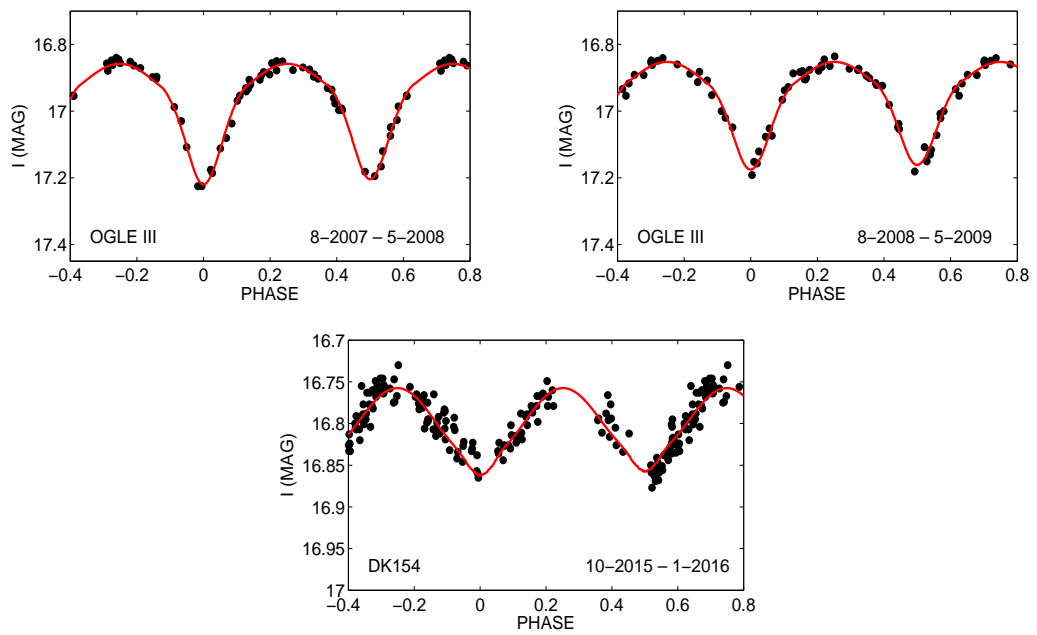 16.8
17
17.2
17.4
I (MAG)
OGLE III
8−2007 − 5−2008
−0.4 −0.2 0 0.2 0.4 0.6 0.8
PHASE
16.8
17
17.2
17.4
I (MAG)
OGLE III
8−2008 − 5−2009
−0.4 −0.2 0 0.2 0.4 0.6 0.8
PHASE
16.7
16.75
16.8
16.85
16.9
16.95
17
I (MAG)
DK154
10−2015 − 1−2016
−0.4 −0.2 0 0.2 0.4 0.6 0.8
PHASE